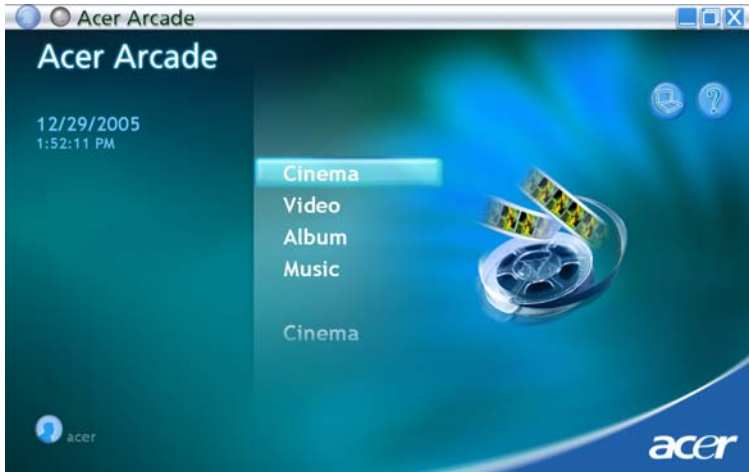 Acer Arcade
Acer Arcade
12/29/2005
1:52:11 PM
?
Cinema
Video
Album
Music
Cinema
acer
acer